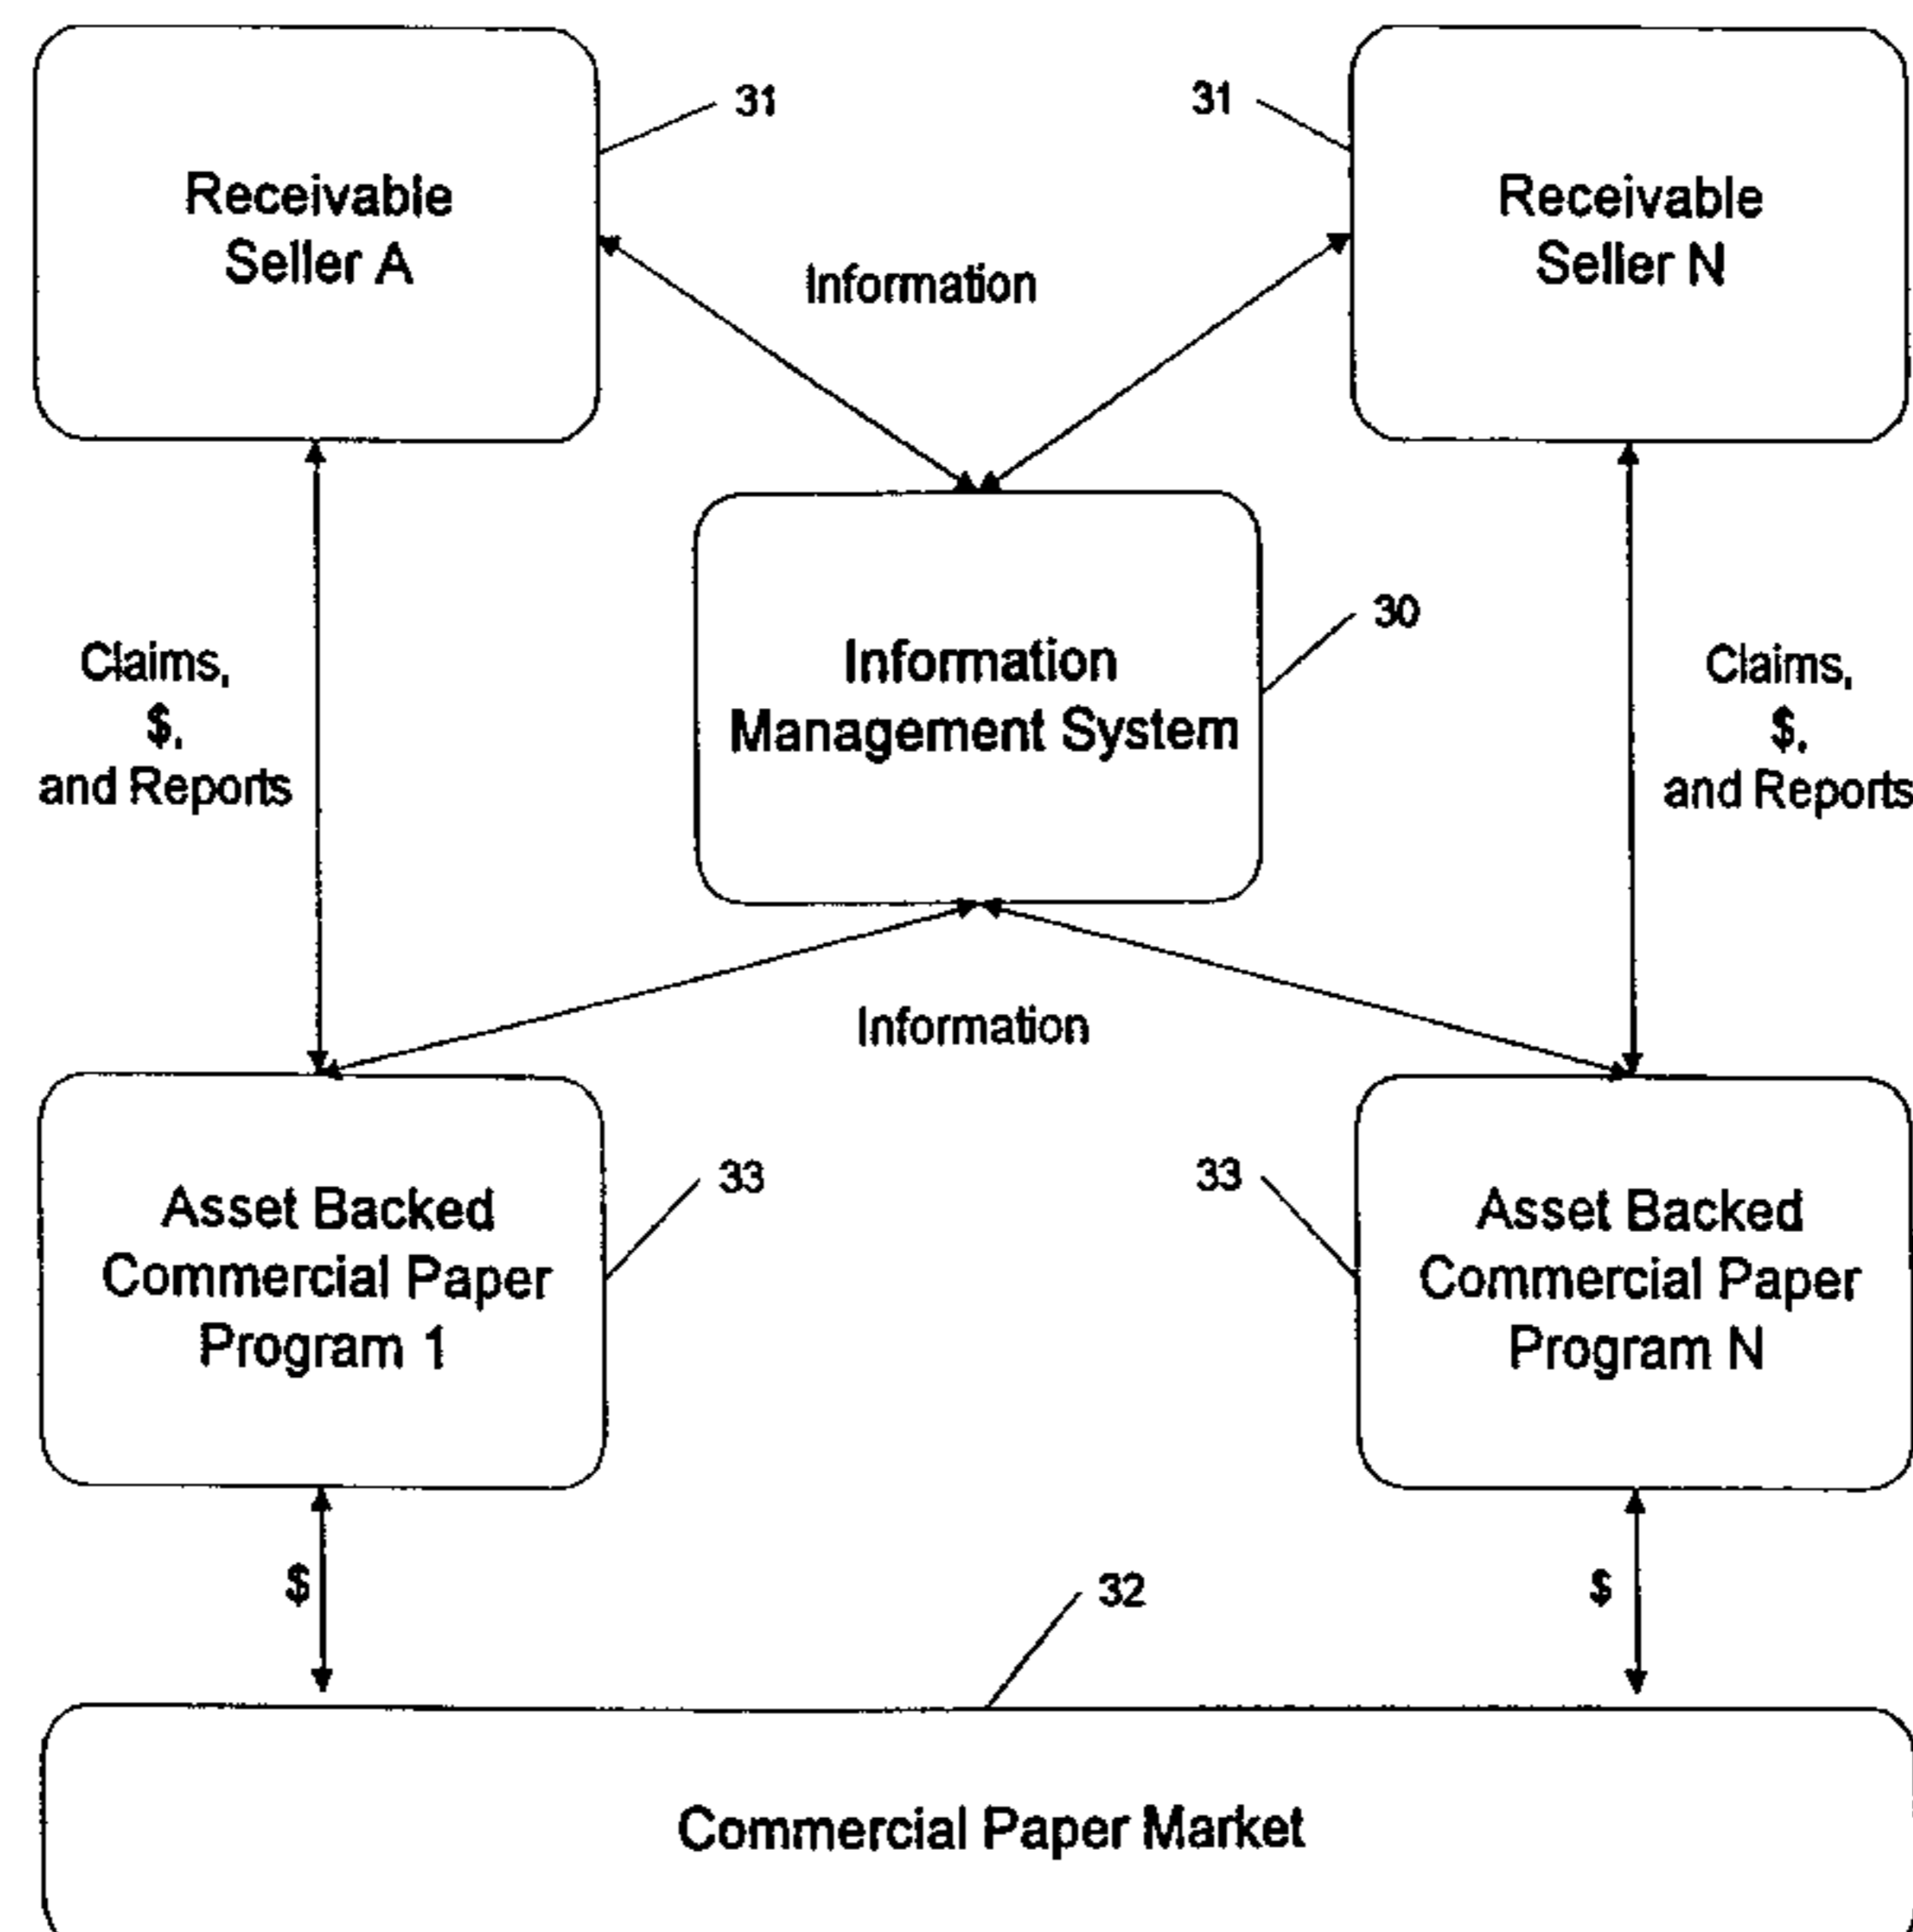 31
31
Receivable
Seller A
Receivable
Seller N
Information
Information
Management System
30
Claims,
$,
and Reports
Claims,
$,
and Reports
Information
33
33
Asset Backed
Commercial Paper
Program 1
Asset Backed
Commercial Paper
Program N
$
32
$
Commercial Paper Market